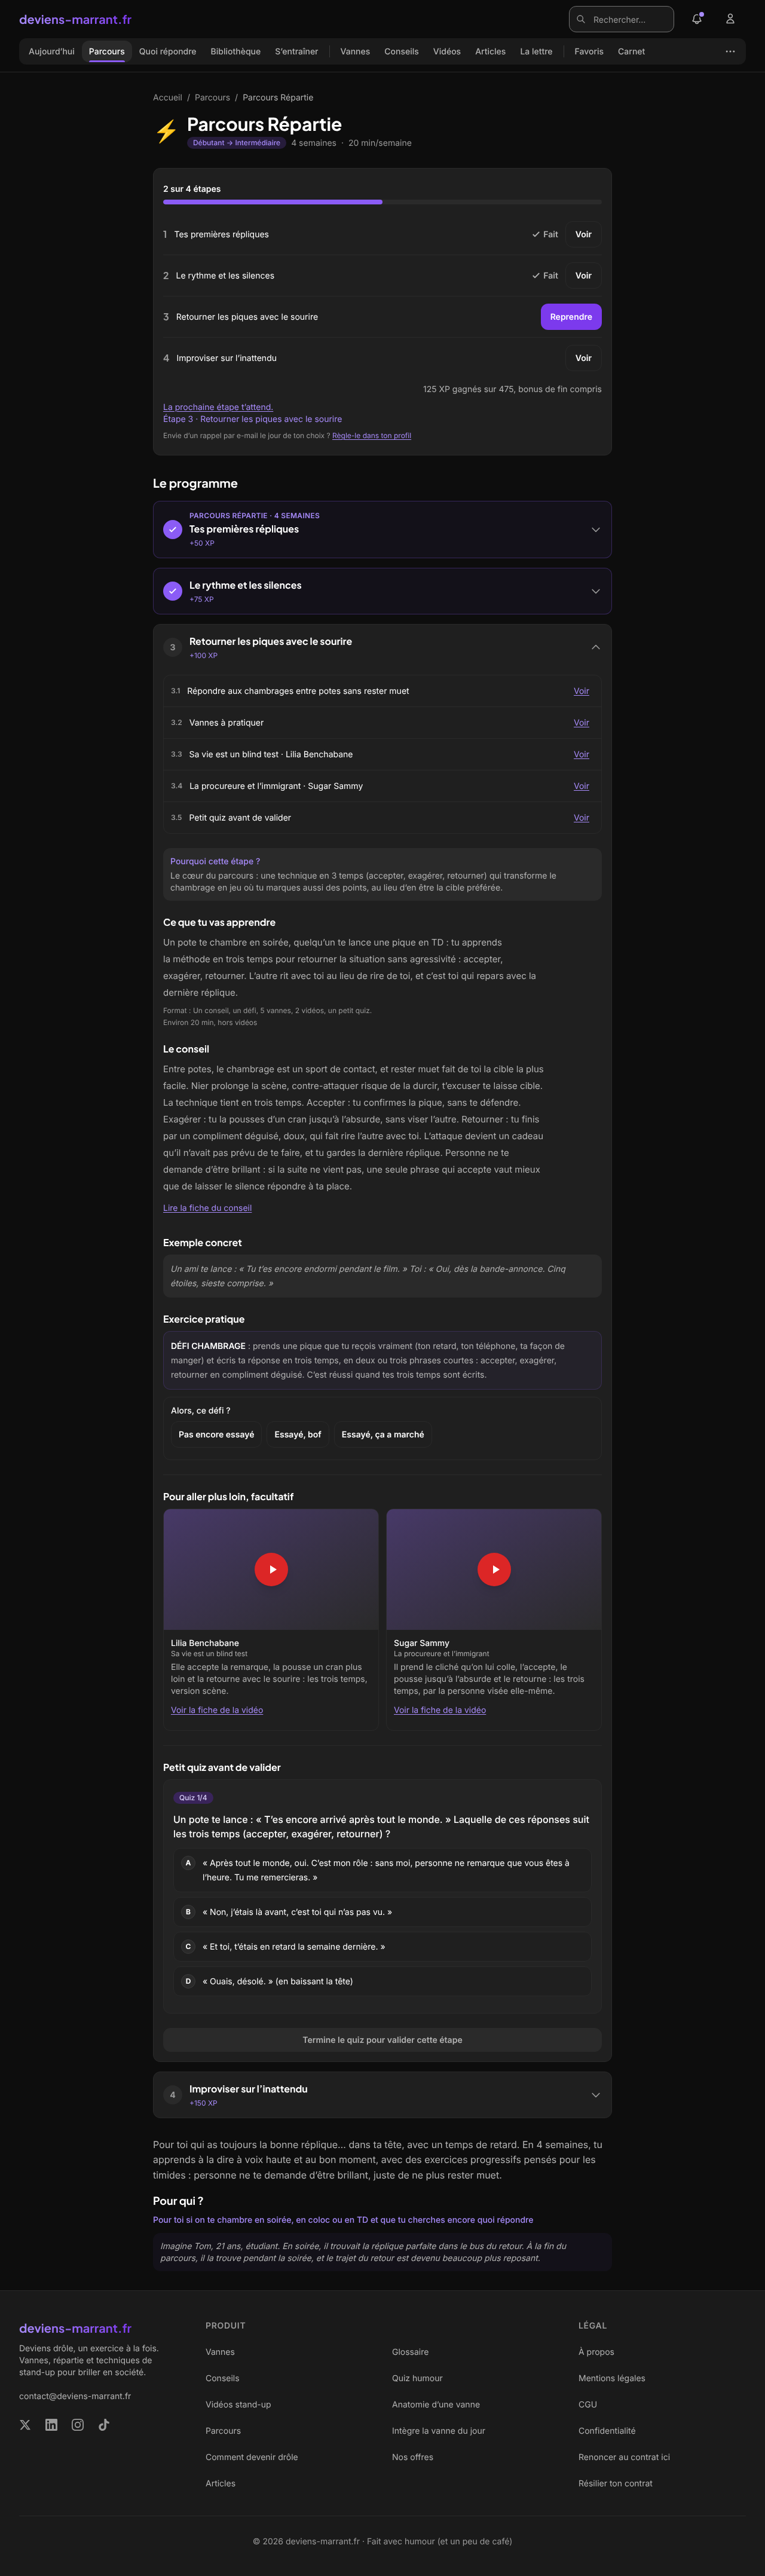 deviens-marrant.fr
Rechercher...
Aujourd'hui
Parcours
Quoi répondre
Bibliothèque
S'entraîner
Vannes
Conseils
Vidéos
Articles
La lettre
Favoris
Carnet
Accueil / Parcours / Parcours Répartie
⚡ Parcours Répartie
Débutant → Intermédiaire 4 semaines · 20 min/semaine
2 sur 4 étapes
1 Tes premières répliques ✓ Fait Voir
2 Le rythme et les silences ✓ Fait Voir
3 Retourner les piques avec le sourire Reprendre
4 Improviser sur l'inattendu Voir
125 XP gagnés sur 475, bonus de fin compris
La prochaine étape t'attend.
Étape 3 · Retourner les piques avec le sourire
Envie d'un rappel par e-mail le jour de ton choix ? Règle-le dans ton profil
Le programme
PARCOURS RÉPARTIE · 4 SEMAINES
Tes premières répliques
+50 XP
Le rythme et les silences
+75 XP
3 Retourner les piques avec le sourire
+100 XP
3.1 Répondre aux chambrages entre potes sans rester muet Voir
3.2 Vannes à pratiquer Voir
3.3 Sa vie est un blind test · Lilia Benchabane Voir
3.4 La procureure et l'immigrant · Sugar Sammy Voir
3.5 Petit quiz avant de valider Voir
Pourquoi cette étape ?
Le cœur du parcours : une technique en 3 temps (accepter, exagérer, retourner) qui transforme le
chambrage en jeu où tu marques aussi des points, au lieu d'en être la cible préférée.
Ce que tu vas apprendre
Un pote te chambre en soirée, quelqu'un te lance une pique en TD : tu apprends
la méthode en trois temps pour retourner la situation sans agressivité : accepter,
exagérer, retourner. L'autre rit avec toi au lieu de rire de toi, et c'est toi qui repars avec la
dernière réplique.
Format : Un conseil, un défi, 5 vannes, 2 vidéos, un petit quiz.
Environ 20 min, hors vidéos
Le conseil
Entre potes, le chambrage est un sport de contact, et rester muet fait de toi la cible la plus
facile. Nier prolonge la scène, contre-attaquer risque de la durcir, t'excuser te laisse cible.
La technique tient en trois temps. Accepter : tu confirmes la pique, sans te défendre.
Exagérer : tu la pousses d'un cran jusqu'à l'absurde, sans viser l'autre. Retourner : tu finis
par un compliment déguisé, doux, qui fait rire l'autre avec toi. L'attaque devient un cadeau
qu'il n'avait pas prévu de te faire, et tu gardes la dernière réplique. Personne ne te
demande d'être brillant : si la suite ne vient pas, une seule phrase qui accepte vaut mieux
que de laisser le silence répondre à ta place.
Lire la fiche du conseil
Exemple concret
Un ami te lance : « Tu t'es encore endormi pendant le film. » Toi : « Oui, dès la bande-annonce. Cinq
étoiles, sieste comprise. »
Exercice pratique
DÉFI CHAMBRAGE : prends une pique que tu reçois vraiment (ton retard, ton téléphone, ta façon de
manger) et écris ta réponse en trois temps, en deux ou trois phrases courtes : accepter, exagérer,
retourner en compliment déguisé. C'est réussi quand tes trois temps sont écrits.
Alors, ce défi ?
Pas encore essayé
Essayé, bof
Essayé, ça a marché
Pour aller plus loin, facultatif
Lilia Benchabane
Sa vie est un blind test
Elle accepte la remarque, la pousse un cran plus
loin et la retourne avec le sourire : les trois temps,
version scène.
Voir la fiche de la vidéo
Sugar Sammy
La procureure et l'immigrant
Il prend le cliché qu'on lui colle, l'accepte, le
pousse jusqu'à l'absurde et le retourne : les trois
temps, par la personne visée elle-même.
Voir la fiche de la vidéo
Petit quiz avant de valider
Quiz 1/4
Un pote te lance : « T'es encore arrivé après tout le monde. » Laquelle de ces réponses suit
les trois temps (accepter, exagérer, retourner) ?
A « Après tout le monde, oui. C'est mon rôle : sans moi, personne ne remarque que vous êtes à
l'heure. Tu me remercieras. »
B « Non, j'étais là avant, c'est toi qui n'as pas vu. »
C « Et toi, t'étais en retard la semaine dernière. »
D « Ouais, désolé. » (en baissant la tête)
Termine le quiz pour valider cette étape
4 Improviser sur l'inattendu
+150 XP
Pour toi qui as toujours la bonne réplique… dans ta tête, avec un temps de retard. En 4 semaines, tu
apprends à la dire à voix haute et au bon moment, avec des exercices progressifs pensés pour les
timides : personne ne te demande d'être brillant, juste de ne plus rester muet.
Pour qui ?
Pour toi si on te chambre en soirée, en coloc ou en TD et que tu cherches encore quoi répondre
Imagine Tom, 21 ans, étudiant. En soirée, il trouvait la réplique parfaite dans le bus du retour. À la fin du
parcours, il la trouve pendant la soirée, et le trajet du retour est devenu beaucoup plus reposant.
deviens-marrant.fr
Deviens drôle, un exercice à la fois.
Vannes, répartie et techniques de
stand-up pour briller en société.
contact@deviens-marrant.fr
PRODUIT
Vannes
Conseils
Vidéos stand-up
Parcours
Comment devenir drôle
Articles
Glossaire
Quiz humour
Anatomie d'une vanne
Intègre la vanne du jour
Nos offres
LÉGAL
À propos
Mentions légales
CGU
Confidentialité
Renoncer au contrat ici
Résilier ton contrat
© 2026 deviens-marrant.fr · Fait avec humour (et un peu de café)